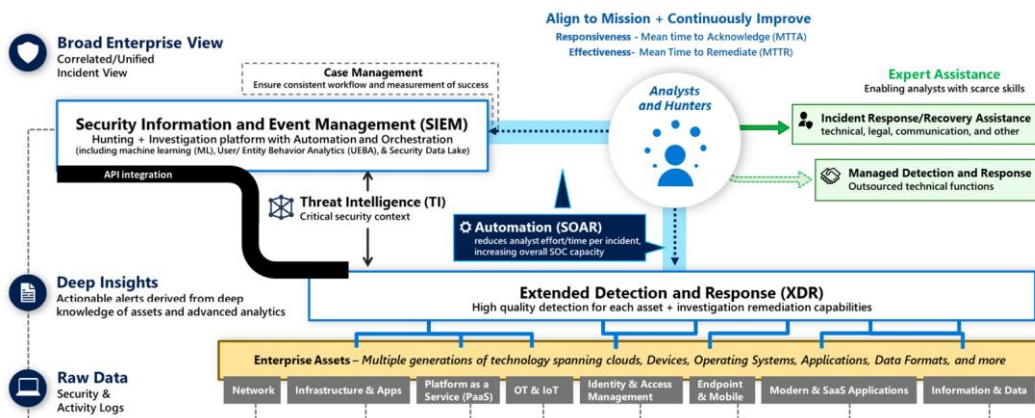 Align to Mission + Continuously Improve
Responsiveness - Mean time to Acknowledge (MTTA)
Effectiveness- Mean Time to Remediate (MTTR)
Broad Enterprise View
Correlated/Unified
Incident View
Case Management
Ensure consistent workflow and measurement of success
Analysts
and Hunters
Expert Assistance
Enabling analysts with scarce skills
Security Information and Event Management (SIEM)
Hunting + Investigation platform with Automation and Orchestration
(including machine learning (ML), User/ Entity Behavior Analytics (UEBA), & Security Data Lake)
Incident Response/Recovery Assistance
technical, legal, communication, and other
API integration
Managed Detection and Response
Outsourced technical functions
Threat Intelligence (TI)
Critical security context
Automation (SOAR)
reduces analyst effort/time per incident,
increasing overall SOC capacity
Deep Insights
Actionable alerts derived from deep
knowledge of assets and advanced analytics
Extended Detection and Response (XDR)
High quality detection for each asset + investigation remediation capabilities
Enterprise Assets – Multiple generations of technology spanning clouds, Devices, Operating Systems, Applications, Data Formats, and more
Raw Data
Security &
Activity Logs
Network
Infrastructure & Apps
Platform as a
Service (PaaS)
OT & IoT
Identity & Access
Management
Endpoint
& Mobile
Modern & SaaS Applications
Information & Data